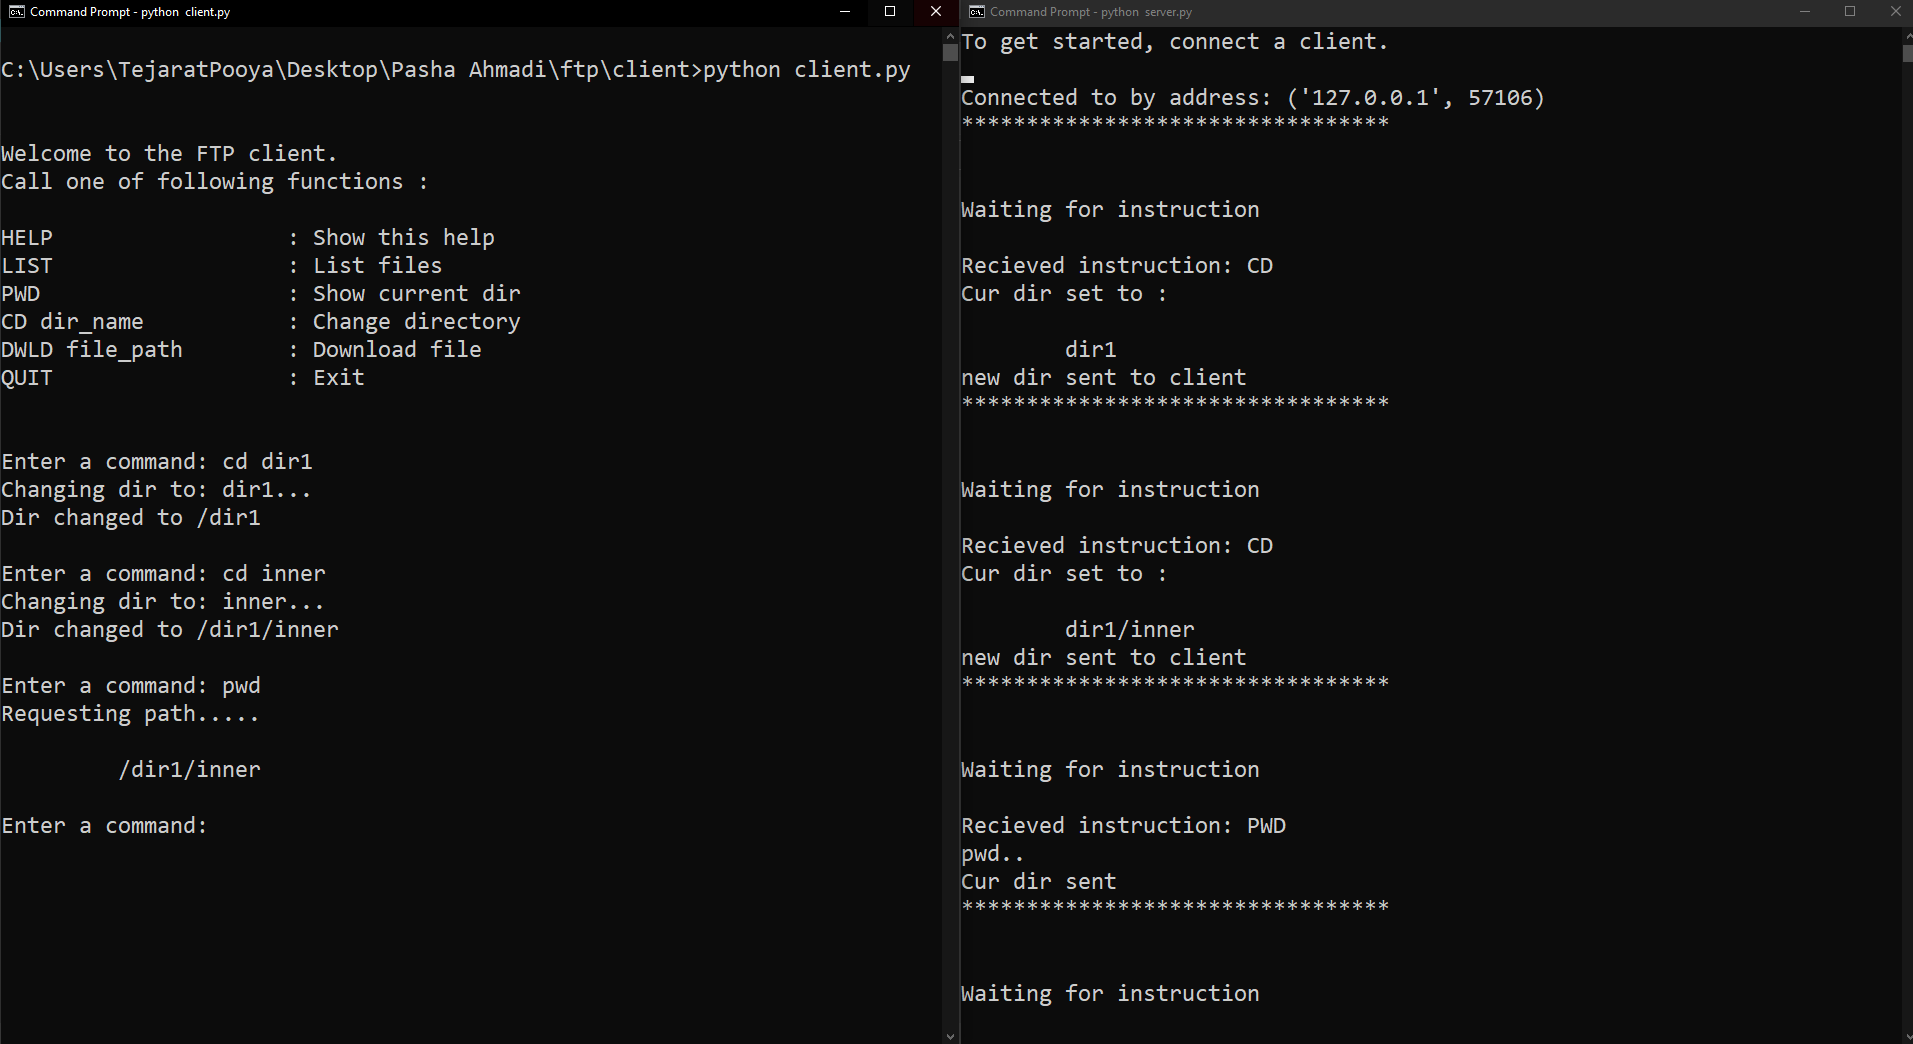 Command Prompt - python  client.py
C:\Users\TejaratPooya\Desktop\Pasha Ahmadi\ftp\client>python client.py
Welcome to the FTP client.
Call one of following functions :
HELP                  : Show this help
LIST                  : List files
PWD                   : Show current dir
CD dir_name           : Change directory
DWLD file_path        : Download file
QUIT                  : Exit
Enter a command: cd dir1
Changing dir to: dir1...
Dir changed to /dir1
Enter a command: cd inner
Changing dir to: inner...
Dir changed to /dir1/inner
Enter a command: pwd
Requesting path.....
/dir1/inner
Enter a command:
Command Prompt - python  server.py
To get started, connect a client.
Connected to by address: ('127.0.0.1', 57106)
*********************************
Waiting for instruction
Recieved instruction: CD
Cur dir set to :
dir1
new dir sent to client
*********************************
Waiting for instruction
Recieved instruction: CD
Cur dir set to :
dir1/inner
new dir sent to client
*********************************
Waiting for instruction
Recieved instruction: PWD
pwd..
Cur dir sent
*********************************
Waiting for instruction